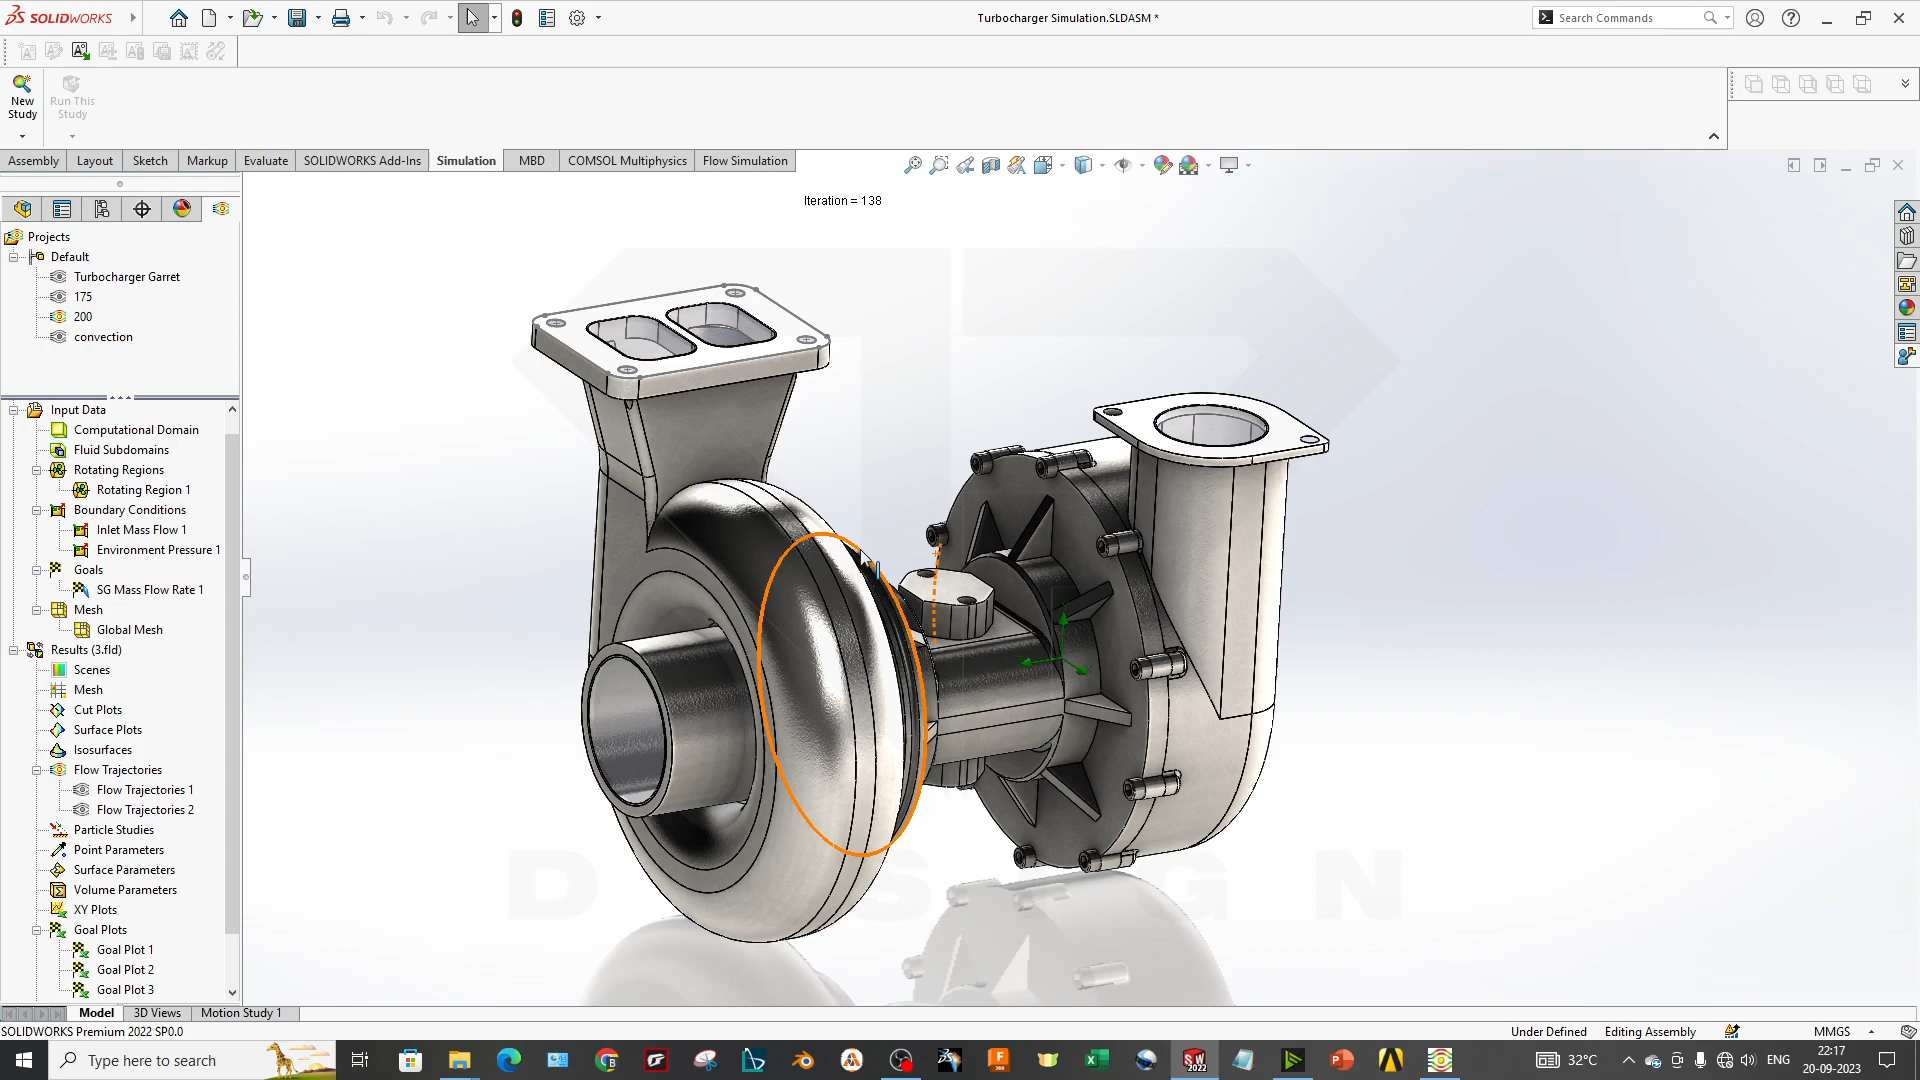 SOLIDWORKS
Turbocharger Simulation.SLDASM *
Search Commands
New Study
Run This Study
Assembly
Layout
Sketch
Markup
Evaluate
SOLIDWORKS Add-Ins
Simulation
MBD
COMSOL Multiphysics
Flow Simulation
Iteration = 138
Projects
Default
Turbocharger Garret
175
200
convection
Input Data
Computational Domain
Fluid Subdomains
Rotating Regions
Rotating Region 1
Boundary Conditions
Inlet Mass Flow 1
Environment Pressure 1
Goals
SG Mass Flow Rate 1
Mesh
Global Mesh
Results (3.fld)
Scenes
Mesh
Cut Plots
Surface Plots
Isosurfaces
Flow Trajectories
Flow Trajectories 1
Flow Trajectories 2
Particle Studies
Point Parameters
Surface Parameters
Volume Parameters
XY Plots
Goal Plots
Goal Plot 1
Goal Plot 2
Goal Plot 3
Model
3D Views
Motion Study 1
SOLIDWORKS Premium 2022 SP0.0
Under Defined
Editing Assembly
MMGS
Type here to search
32°C
ENG
22:17
20-09-2023